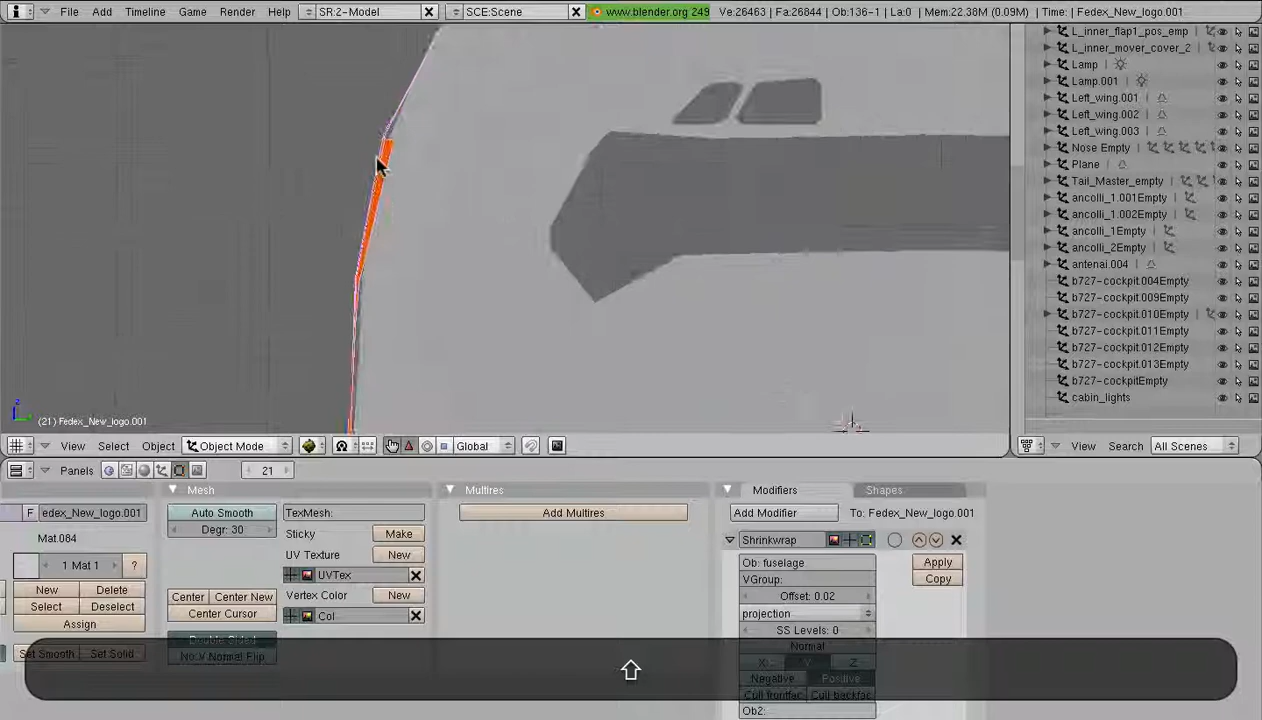 File Add Timeline Game Render Help SR:2-Model SCE:Scene www.blender.org 249 Ve:26463 Fa:26844 Ob:136-1 La:0 Mem:22.38M (0.09M) Time: | Fedex_New_logo.001
L_inner_flap1_pos_emp
L_inner_mover_cover_2
Lamp
Lamp.001
Left_wing.001
Left_wing.002
Left_wing.003
Nose Empty
Plane
Tail_Master_empty
ancolli_1.001Empty
ancolli_1.002Empty
ancolli_1Empty
ancolli_2Empty
antenai.004
b727-cockpit.004Empty
b727-cockpit.009Empty
b727-cockpit.010Empty
b727-cockpit.011Empty
b727-cockpit.012Empty
b727-cockpit.013Empty
b727-cockpitEmpty
cabin_lights
z
(21) Fedex_New_logo.001
View Select Object Object Mode Global
View Search All Scenes
Panels 21
Mesh
Multires
Modifiers Shapes
F edex_New_logo.001
Auto Smooth
TexMesh:
Add Multires
Add Modifier To: Fedex_New_logo.001
Degr: 30
Mat.084
Sticky Make
Shrinkwrap
1 Mat 1 ?
UV Texture New
UVTex
Ob: fuselage
Apply
VGroup:
Copy
New Delete
Center Center New
Vertex Color New
Offset: 0.02
Select Deselect
Center Cursor
Col
projection
Assign
SS Levels: 0
Double Sided
Normal
Set Smooth Set Solid
No V.Normal Flip
X Y Z
Negative Positive
Cull frontfac Cull backfac
Ob2: